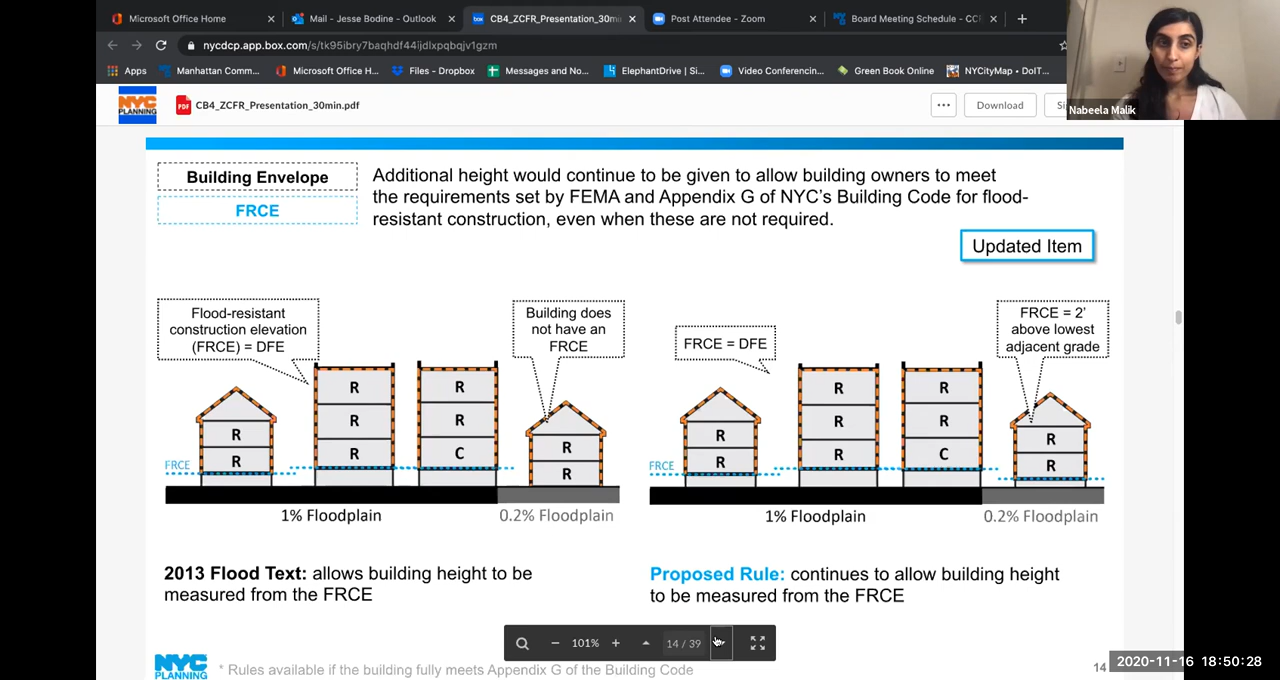 Microsoft Office Home
Mail - Jesse Bodine - Outlook
CB4_ZCFR_Presentation_30min
Post Attendee - Zoom
Board Meeting Schedule - CCF
nycdcp.app.box.com/s/tk95ibry7baqhdf44ijdlxpqbqjv1gzm
Apps
Manhattan Comm...
Microsoft Office H...
Files - Dropbox
Messages and No...
ElephantDrive | Si...
Video Conferencin...
Green Book Online
NYCityMap • DoIT...
Nabeela Malik
NYC
PLANNING
PDF
CB4_ZCFR_Presentation_30min.pdf
Download
Building Envelope
FRCE
Additional height would continue to be given to allow building owners to meet
the requirements set by FEMA and Appendix G of NYC's Building Code for flood-
resistant construction, even when these are not required.
Updated Item
Flood-resistant
construction elevation
(FRCE) = DFE
Building does
not have an
FRCE
R
R
R
R
R
R
R
C
R
R
FRCE
1% Floodplain
0.2% Floodplain
FRCE = DFE
FRCE = 2'
above lowest
adjacent grade
R
R
R
R
R
R
R
C
R
R
FRCE
1% Floodplain
0.2% Floodplain
2013 Flood Text: allows building height to be
measured from the FRCE
Proposed Rule: continues to allow building height
to be measured from the FRCE
101%
14 / 39
NYC
PLANNING
* Rules available if the building fully meets Appendix G of the Building Code
14
2020-11-16 18:50:28